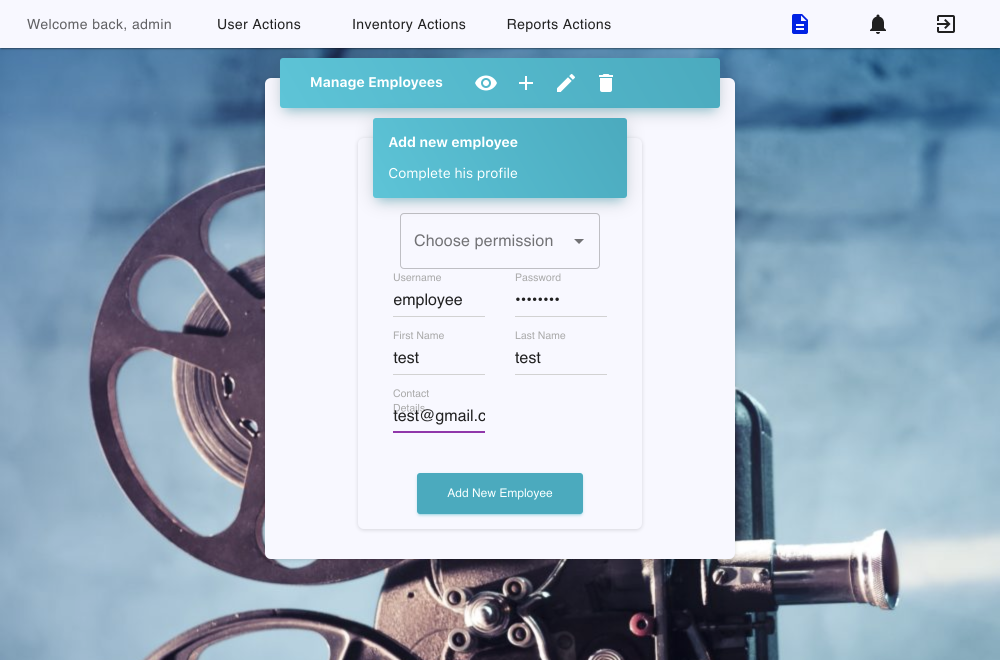 Welcome back, admin User Actions Inventory Actions Reports Actions
Manage Employees
Add new employee
Complete his profile
Choose permission
Username Password
employee ••••••••
First Name Last Name
test test
Contact
Details
test@gmail.c
Add New Employee